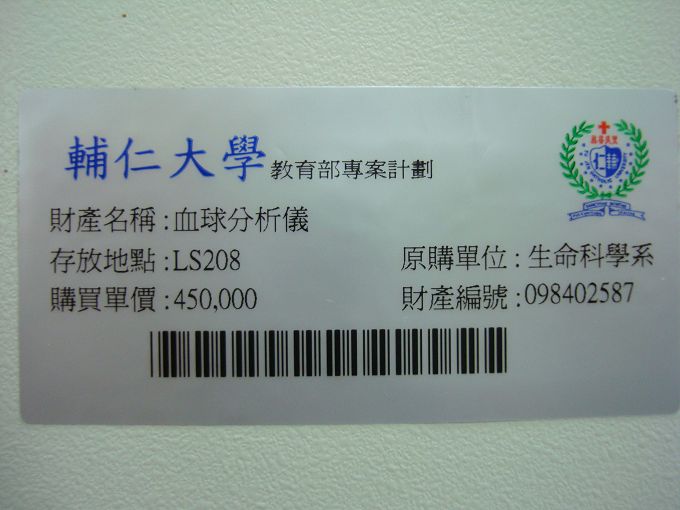 輔仁大學教育部專案計劃
財產名稱：血球分析儀
存放地點：LS208 原購單位：生命科學系
購買單價：450,000 財產編號：098402587